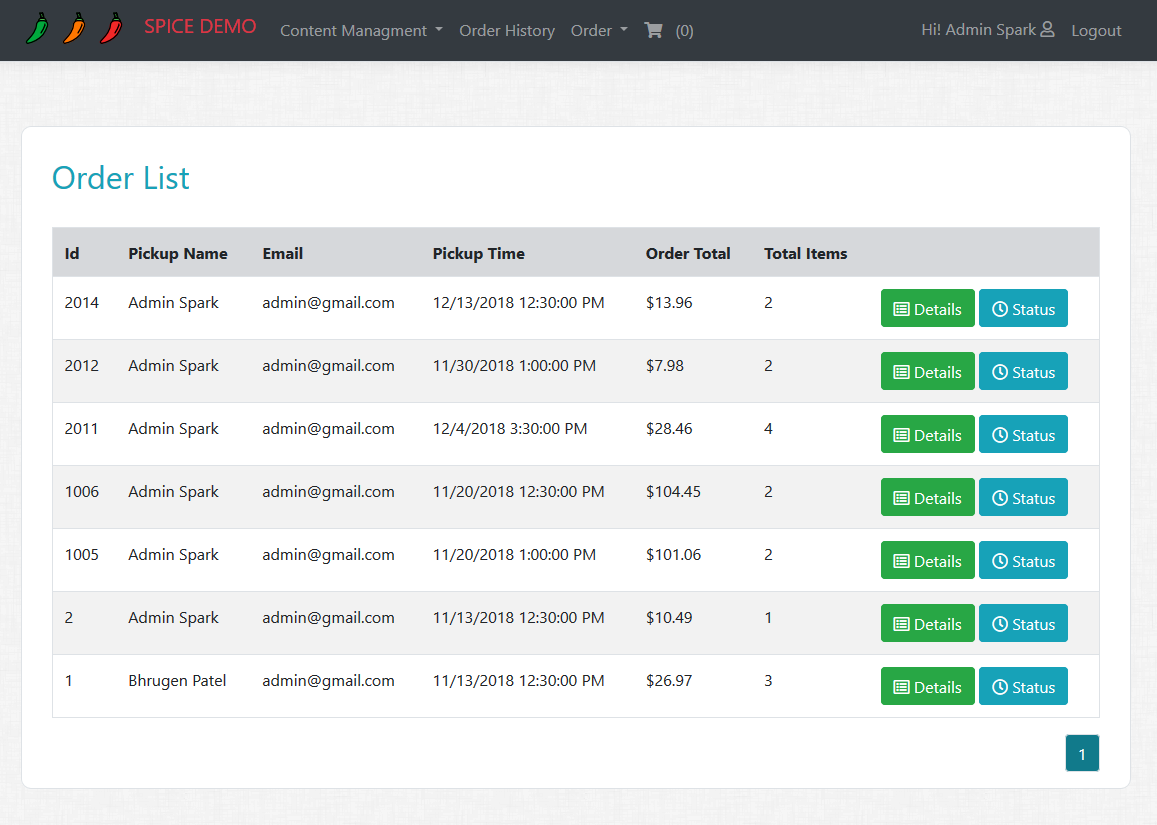 SPICE DEMO Content Managment Order History Order (0) Hi! Admin Spark Logout
Order List
Id Pickup Name Email Pickup Time Order Total Total Items
2014 Admin Spark admin@gmail.com 12/13/2018 12:30:00 PM $13.96 2 Details Status
2012 Admin Spark admin@gmail.com 11/30/2018 1:00:00 PM $7.98 2 Details Status
2011 Admin Spark admin@gmail.com 12/4/2018 3:30:00 PM $28.46 4 Details Status
1006 Admin Spark admin@gmail.com 11/20/2018 12:30:00 PM $104.45 2 Details Status
1005 Admin Spark admin@gmail.com 11/20/2018 1:00:00 PM $101.06 2 Details Status
2 Admin Spark admin@gmail.com 11/13/2018 12:30:00 PM $10.49 1 Details Status
1 Bhrugen Patel admin@gmail.com 11/13/2018 12:30:00 PM $26.97 3 Details Status
1